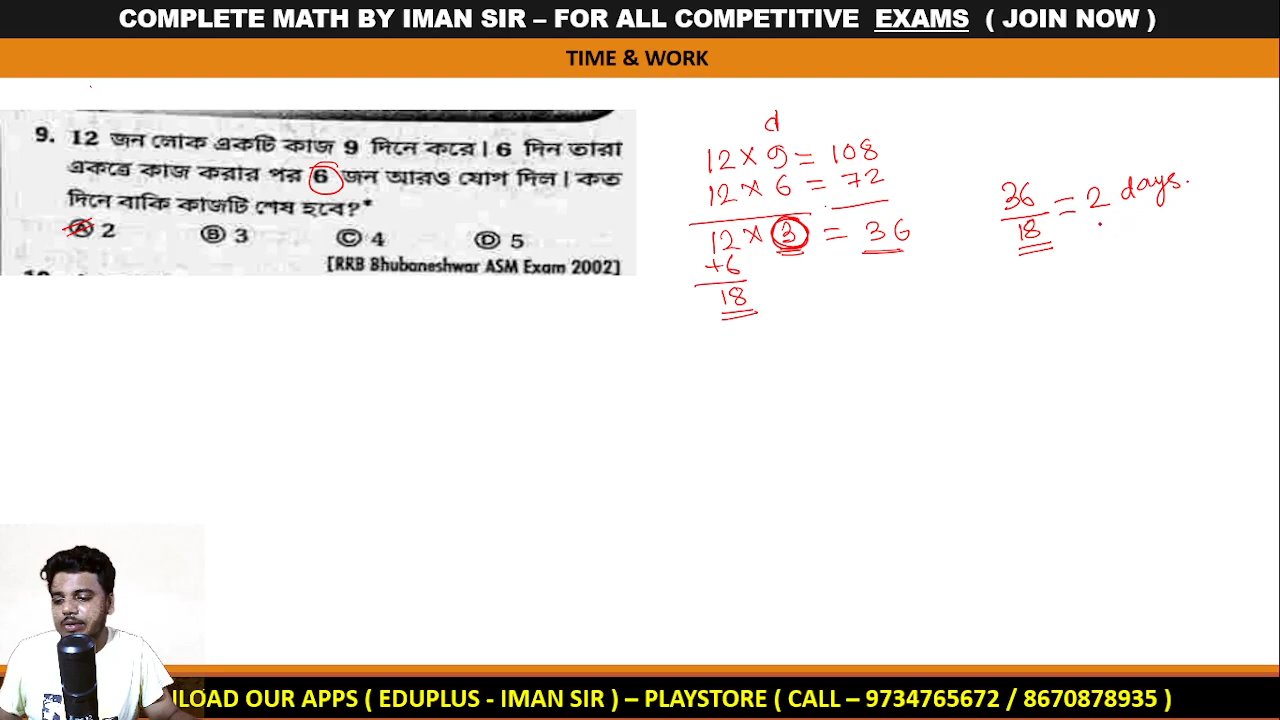 COMPLETE MATH BY IMAN SIR – FOR ALL COMPETITIVE EXAMS ( JOIN NOW )
TIME & WORK
9. 12 জন লোক একটি কাজ 9 দিনে করে। 6 দিন তারা
একত্রে কাজ করার পর 6 জন আরও যোগ দিল। কত
দিনে বাকি কাজটি শেষ হবে?*
Ⓐ 2 Ⓑ 3 Ⓒ 4 Ⓓ 5
[RRB Bhubaneshwar ASM Exam 2002]
d
12 × 9 = 108
12 × 6 = 72
12 × 3 = 36
+6
18
36
18
= 2 days.
LOAD OUR APPS ( EDUPLUS - IMAN SIR ) – PLAYSTORE ( CALL – 9734765672 / 8670878935 )